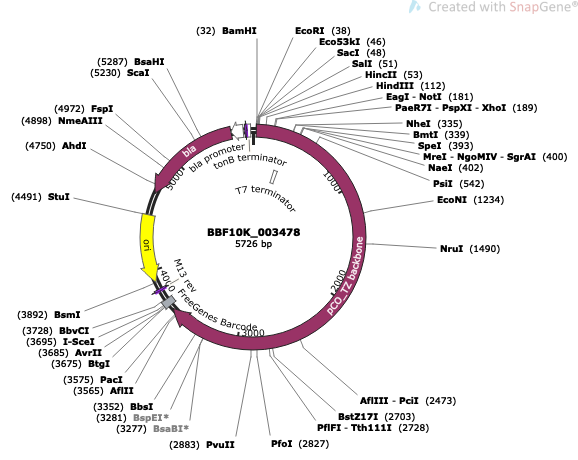 Created with SnapGene®
(32) BamHI
EcoRI (38)
Eco53kI (46)
SacI (48)
SalI (51)
HincII (53)
HindIII (112)
EagI - NotI (181)
PaeR7I - PspXI - XhoI (189)
NheI (335)
BmtI (339)
SpeI (393)
MreI - NgoMIV - SgrAI (400)
NaeI (402)
PsiI (542)
EcoNI (1234)
NruI (1490)
AflIII - PciI (2473)
BstZ17I (2703)
PflFI - Tth111I (2728)
PfoI (2827)
(2883) PvuII
(3277) BsaBI*
(3281) BspEI*
(3352) BbsI
(3565) AflII
(3575) PacI
(3675) BtgI
(3685) AvrII
(3695) I-SceI
(3728) BbvCI
(3892) BsmI
(4491) StuI
(4750) AhdI
(4898) NmeAIII
(4972) FspI
(5230) ScaI
(5287) BsaHI
bla
bla promoter
tonB terminator
T7 terminator
1000
2000
3000
4000
5000
BBF10K_003478
5726 bp
pCO_TZ backbone
ori
M13 rev
FreeGenes Barcode